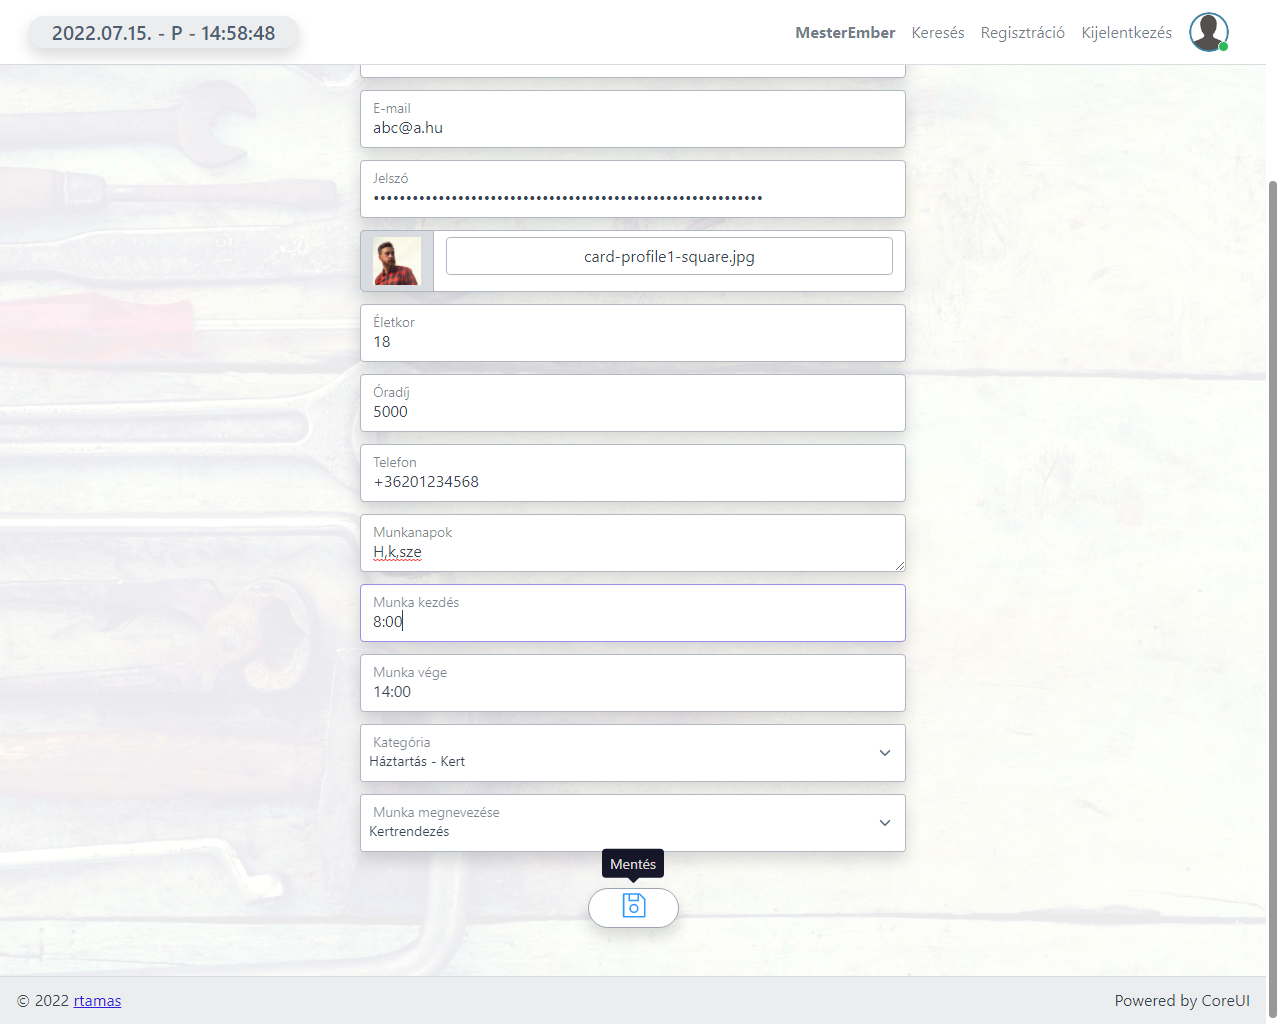 2022.07.15. - P - 14:58:48
MesterEmber Keresés Regisztráció Kijelentkezés
E-mail
abc@a.hu
Jelszó
••••••••••••••••••••••••••••••••••••••••••••••••••••••••••••
card-profile1-square.jpg
Életkor
18
Óradíj
5000
Telefon
+36201234568
Munkanapok
H,k,sze
Munka kezdés
8:00
Munka vége
14:00
Kategória
Háztartás - Kert
Munka megnevezése
Kertrendezés
Mentés
© 2022 rtamas
Powered by CoreUI